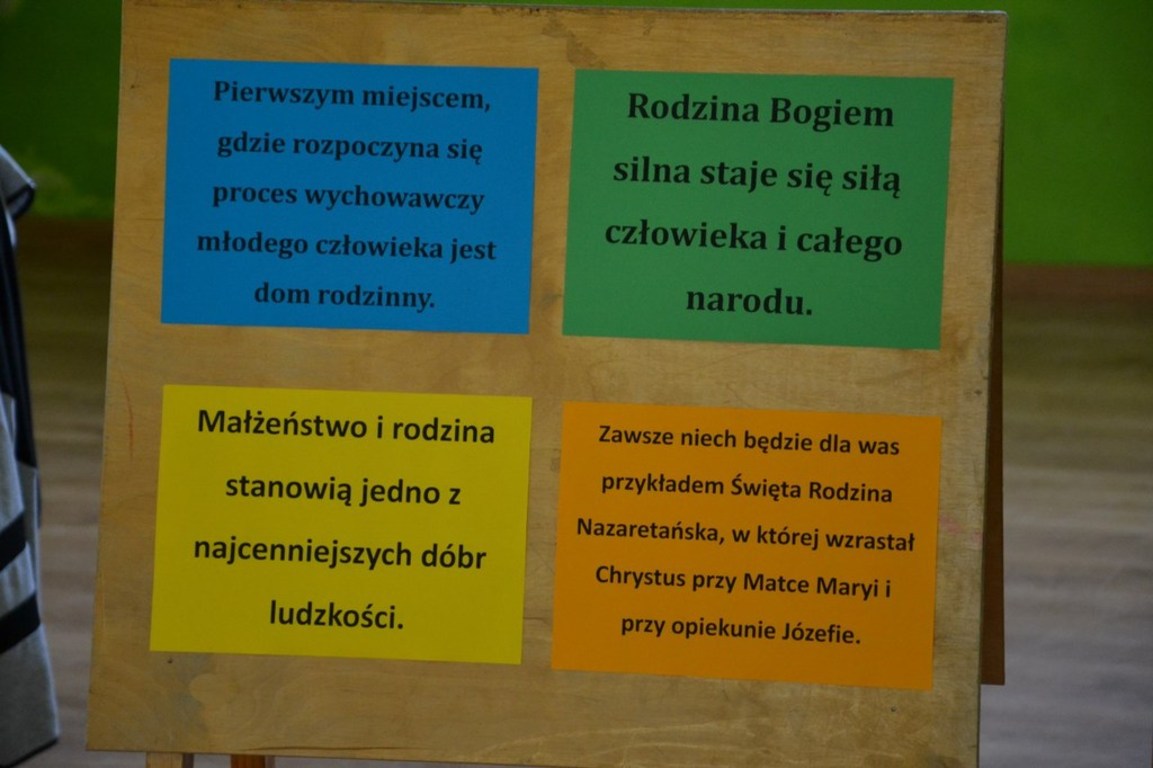 Pierwszym miejscem,
gdzie rozpoczyna się
proces wychowawczy
młodego człowieka jest
dom rodzinny.
Rodzina Bogiem
silna staje się siłą
człowieka i całego
narodu.
Małżeństwo i rodzina
stanowią jedno z
najcenniejszych dóbr
ludzkości.
Zawsze niech będzie dla was
przykładem Święta Rodzina
Nazaretańska, w której wzrastał
Chrystus przy Matce Maryi i
przy opiekunie Józefie.